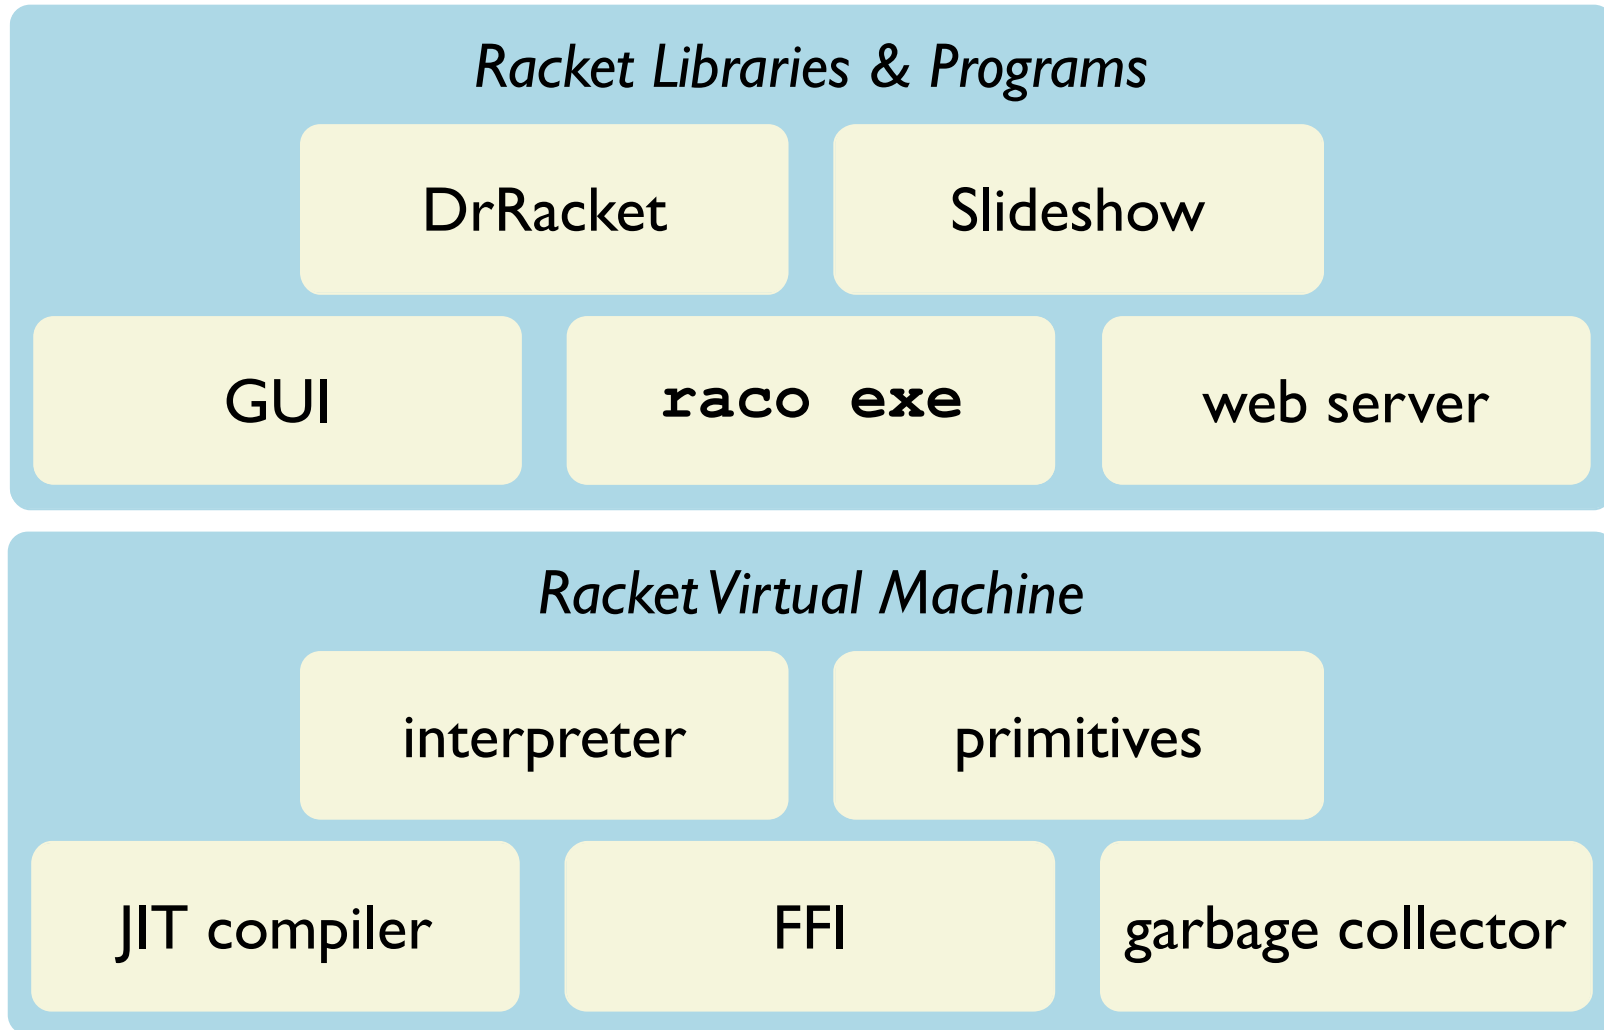 Racket Libraries & Programs
DrRacket
Slideshow
GUI
raco exe
web server
Racket Virtual Machine
interpreter
primitives
JIT compiler
FFI
garbage collector